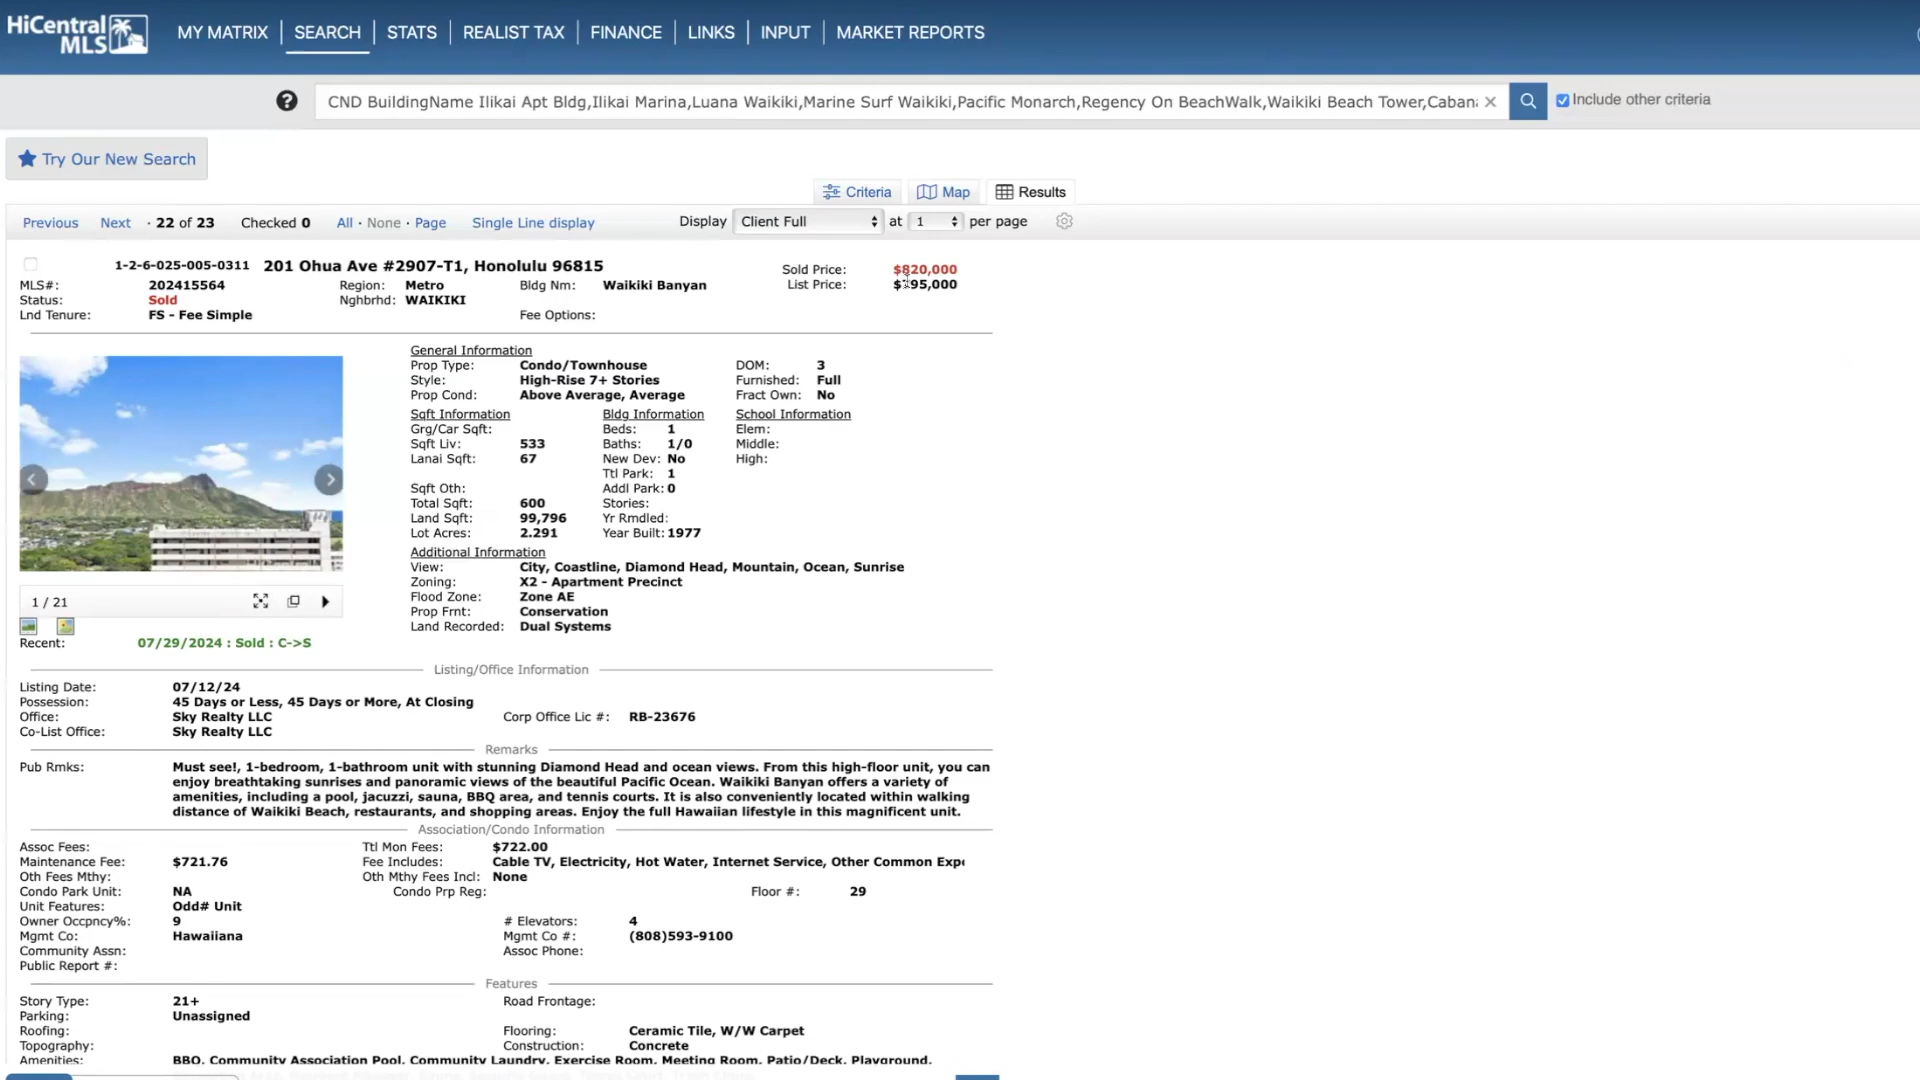 HiCentral MLS
MY MATRIX SEARCH STATS REALIST TAX FINANCE LINKS INPUT MARKET REPORTS
CND BuildingName Ilikai Apt Bldg,Ilikai Marina,Luana Waikiki,Marine Surf Waikiki,Pacific Monarch,Regency On BeachWalk,Waikiki Beach Tower,Caban Include other criteria
Try Our New Search
Criteria Map Results
Previous Next · 22 of 23 Checked 0 All · None · Page Single Line display Display Client Full at 1 per page
1-2-6-025-005-0311 201 Ohua Ave #2907-T1, Honolulu 96815 Sold Price: $820,000
MLS#: 202415564 Region: Metro Bldg Nm: Waikiki Banyan List Price:
Status: Sold Nghbrhd: WAIKIKI
Lnd Tenure: FS - Fee Simple Fee Options:
General Information
Prop Type: Condo/Townhouse DOM: 3
Style: High-Rise 7+ Stories Furnished: Full
Prop Cond: Above Average, Average Fract Own: No
Sqft Information Bldg Information School Information
Grg/Car Sqft: Beds: 1 Elem:
Sqft Liv: 533 Baths: 1/0 Middle:
Lanai Sqft: 67 New Dev: No High:
Ttl Park: 1
Sqft Oth: Addl Park: 0
Total Sqft: 600 Stories:
Land Sqft: 99,796 Yr Rmdled:
Lot Acres: 2.291 Year Built: 1977
Additional Information
View: City, Coastline, Diamond Head, Mountain, Ocean, Sunrise
Zoning: X2 - Apartment Precinct
Flood Zone: Zone AE
Prop Frnt: Conservation
Land Recorded: Dual Systems
1 / 21
Recent: 07/29/2024 : Sold : C->S
Listing/Office Information
Listing Date: 07/12/24
Possession: 45 Days or Less, 45 Days or More, At Closing
Office: Sky Realty LLC Corp Office Lic #: RB-23676
Co-List Office: Sky Realty LLC
Remarks
Pub Rmks: Must see!, 1-bedroom, 1-bathroom unit with stunning Diamond Head and ocean views. From this high-floor unit, you can
enjoy breathtaking sunrises and panoramic views of the beautiful Pacific Ocean. Waikiki Banyan offers a variety of
amenities, including a pool, jacuzzi, sauna, BBQ area, and tennis courts. It is also conveniently located within walking
distance of Waikiki Beach, restaurants, and shopping areas. Enjoy the full Hawaiian lifestyle in this magnificent unit.
Association/Condo Information
Assoc Fees: Ttl Mon Fees: $722.00
Maintenance Fee: $721.76 Fee Includes: Cable TV, Electricity, Hot Water, Internet Service, Other Common Exp
Oth Fees Mthy: Oth Mthy Fees Incl: None
Condo Park Unit: NA Condo Prp Reg: Floor #: 29
Unit Features: Odd# Unit
Owner Occpncy%: 9 # Elevators: 4
Mgmt Co: Hawaiiana Mgmt Co #: (808)593-9100
Community Assn: Assoc Phone:
Public Report #:
Features
Story Type: 21+ Road Frontage:
Parking: Unassigned
Roofing: Flooring: Ceramic Tile, W/W Carpet
Topography: Construction: Concrete
Amenities: BBQ, Community Association Pool, Community Laundry, Exercise Room, Meeting Room, Patio/Deck, Playground,